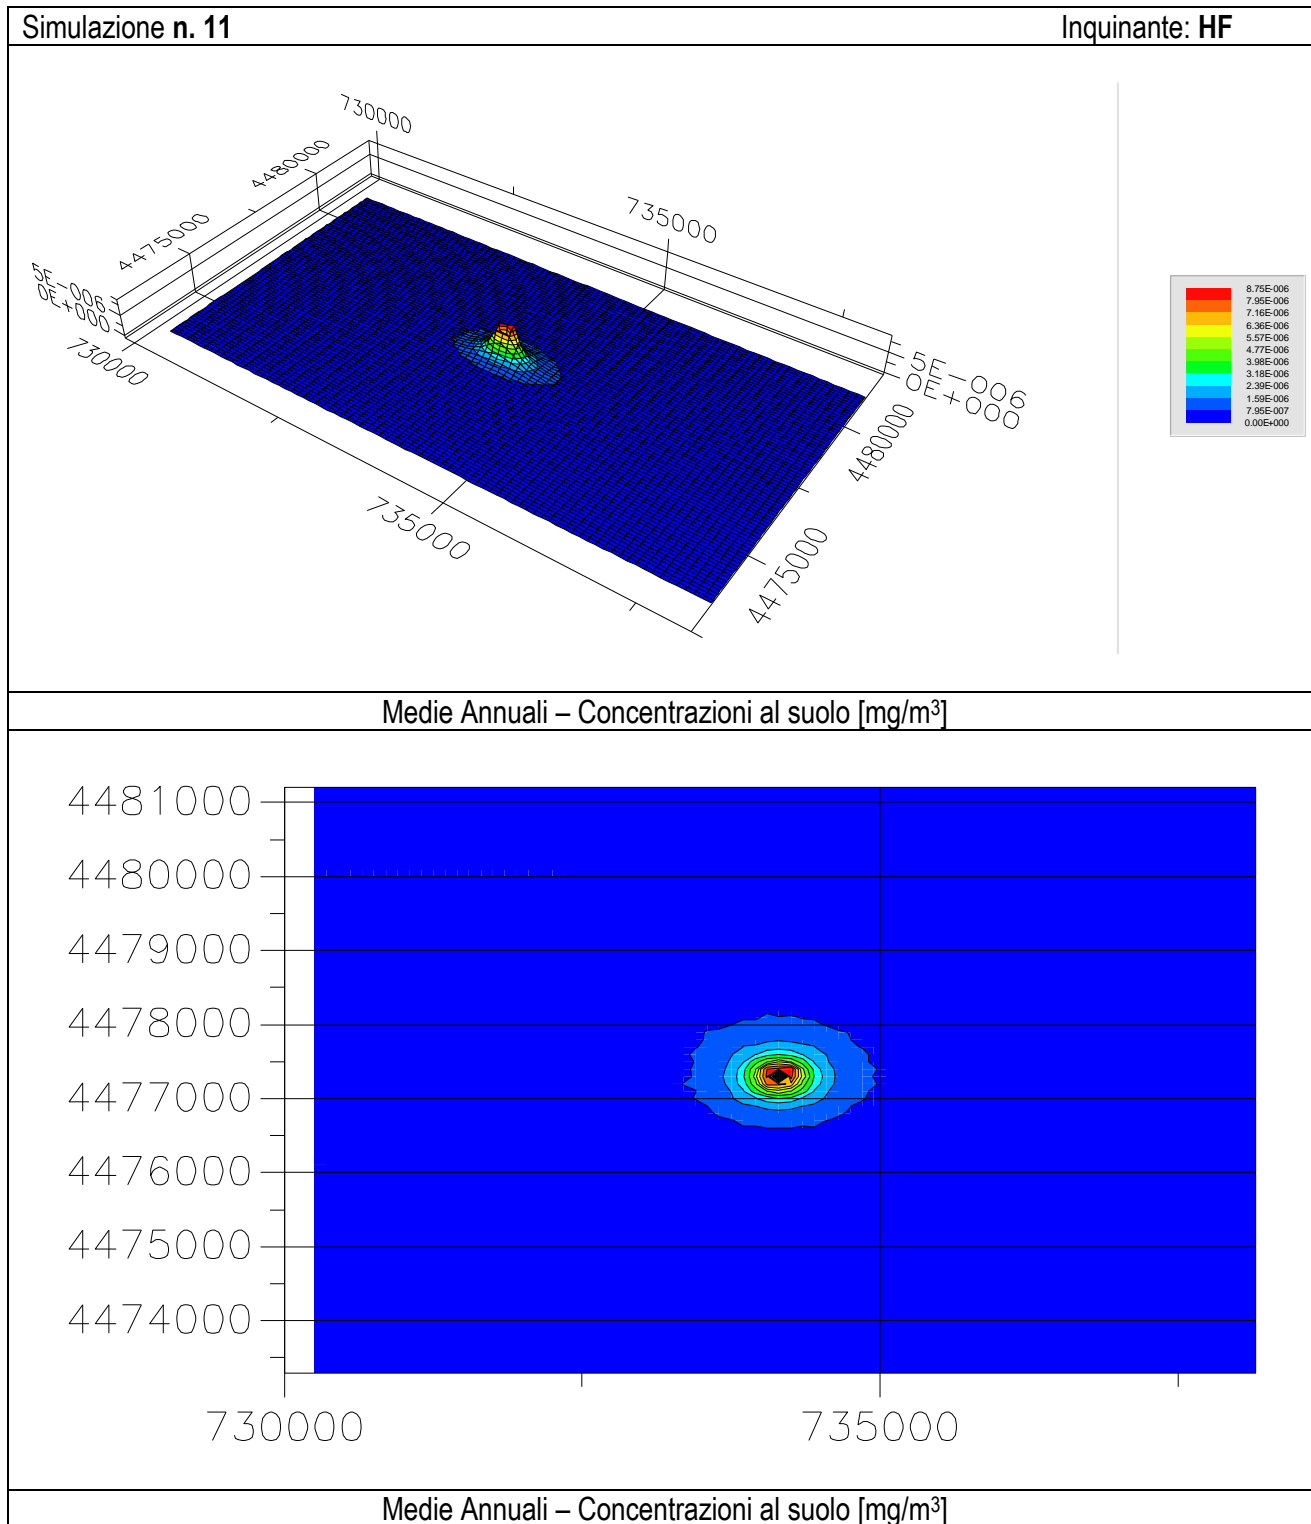 Simulazione n. 11 Inquinante: HF
730000
4480000
4475000
735000
5E-006
0E+000
730000
5E-006
0E+000
4480000
735000
4475000
8.75E-006
7.95E-006
7.16E-006
6.36E-006
5.57E-006
4.77E-006
3.98E-006
3.18E-006
2.39E-006
1.59E-006
7.95E-007
0.00E+000
Medie Annuali – Concentrazioni al suolo [mg/m³]
4481000
4480000
4479000
4478000
4477000
4476000
4475000
4474000
730000 735000
Medie Annuali – Concentrazioni al suolo [mg/m³]